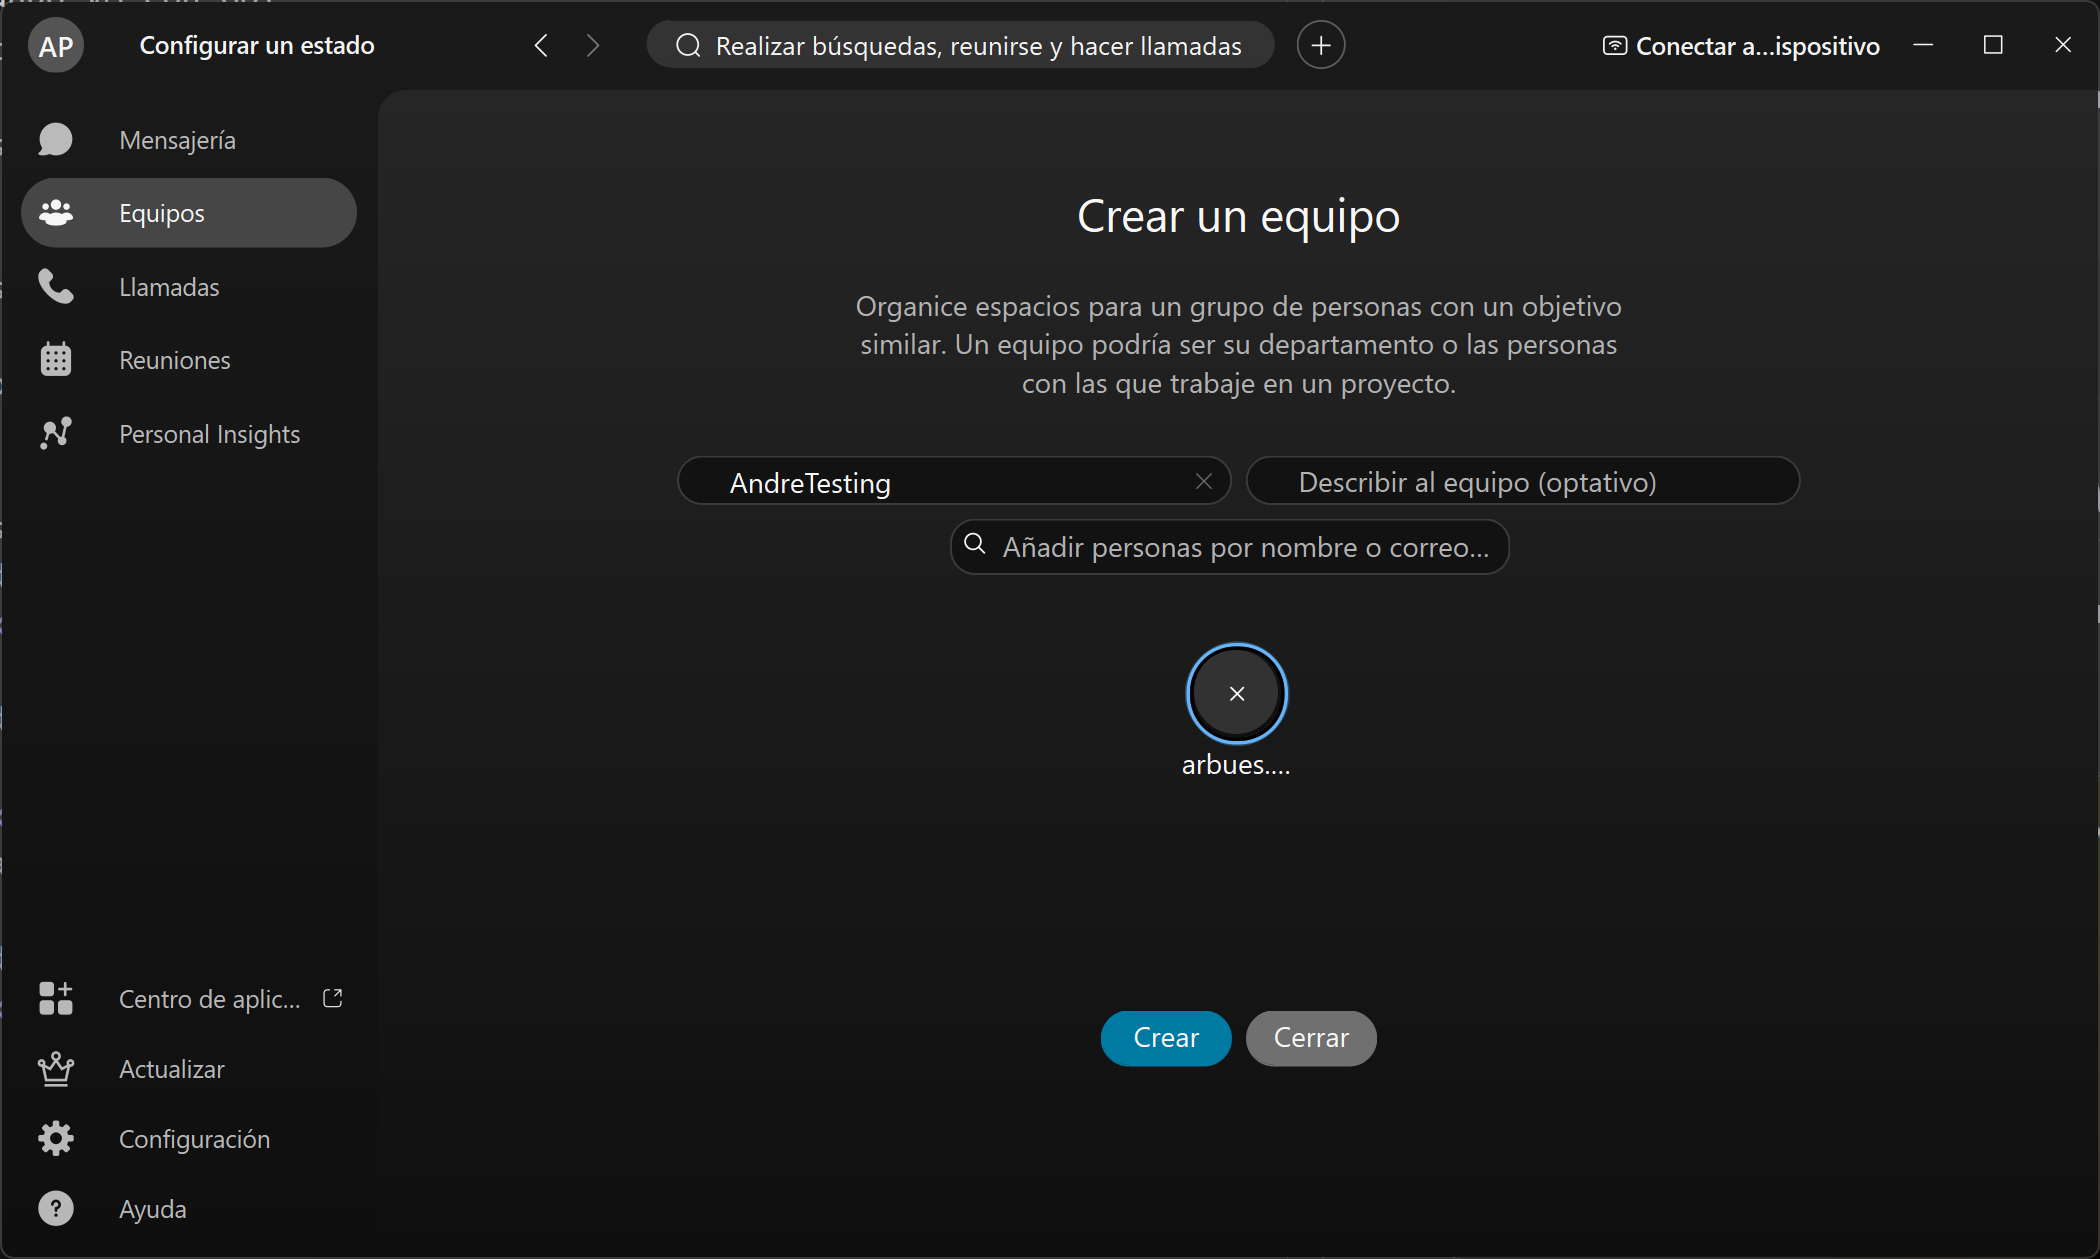 AP
Configurar un estado
Realizar búsquedas, reunirse y hacer llamadas
Conectar a...ispositivo
Mensajería
Equipos
Llamadas
Reuniones
Personal Insights
Crear un equipo
Organice espacios para un grupo de personas con un objetivo
similar. Un equipo podría ser su departamento o las personas
con las que trabaje en un proyecto.
AndreTesting
Describir al equipo (optativo)
Añadir personas por nombre o correo...
arbues....
Crear
Cerrar
Centro de aplic...
Actualizar
Configuración
Ayuda